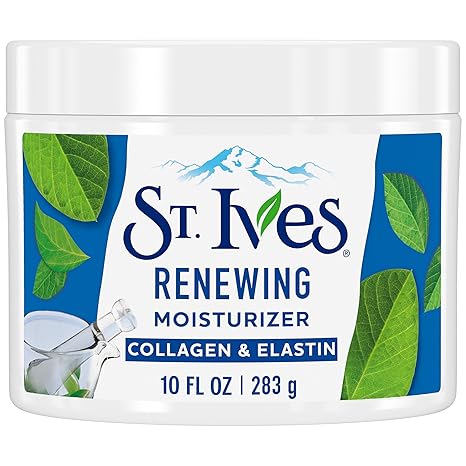 ST. IVES®
RENEWING
MOISTURIZER
COLLAGEN & ELASTIN
10 FL OZ | 283 g